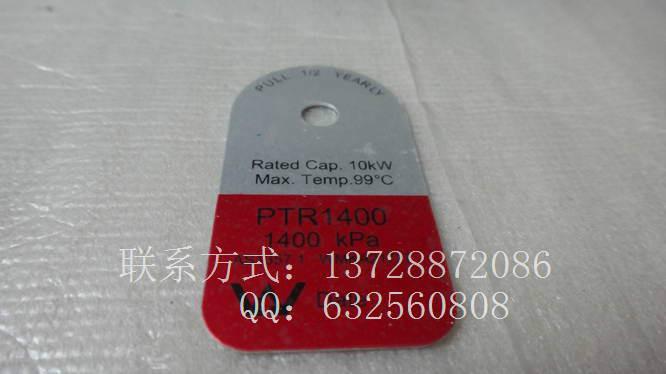 PULL 1/2 YEARLY
Rated Cap. 10kW
Max. Temp.99°C
PTR1400
1400 kPa
联系方式：13728872086
QQ：632560808